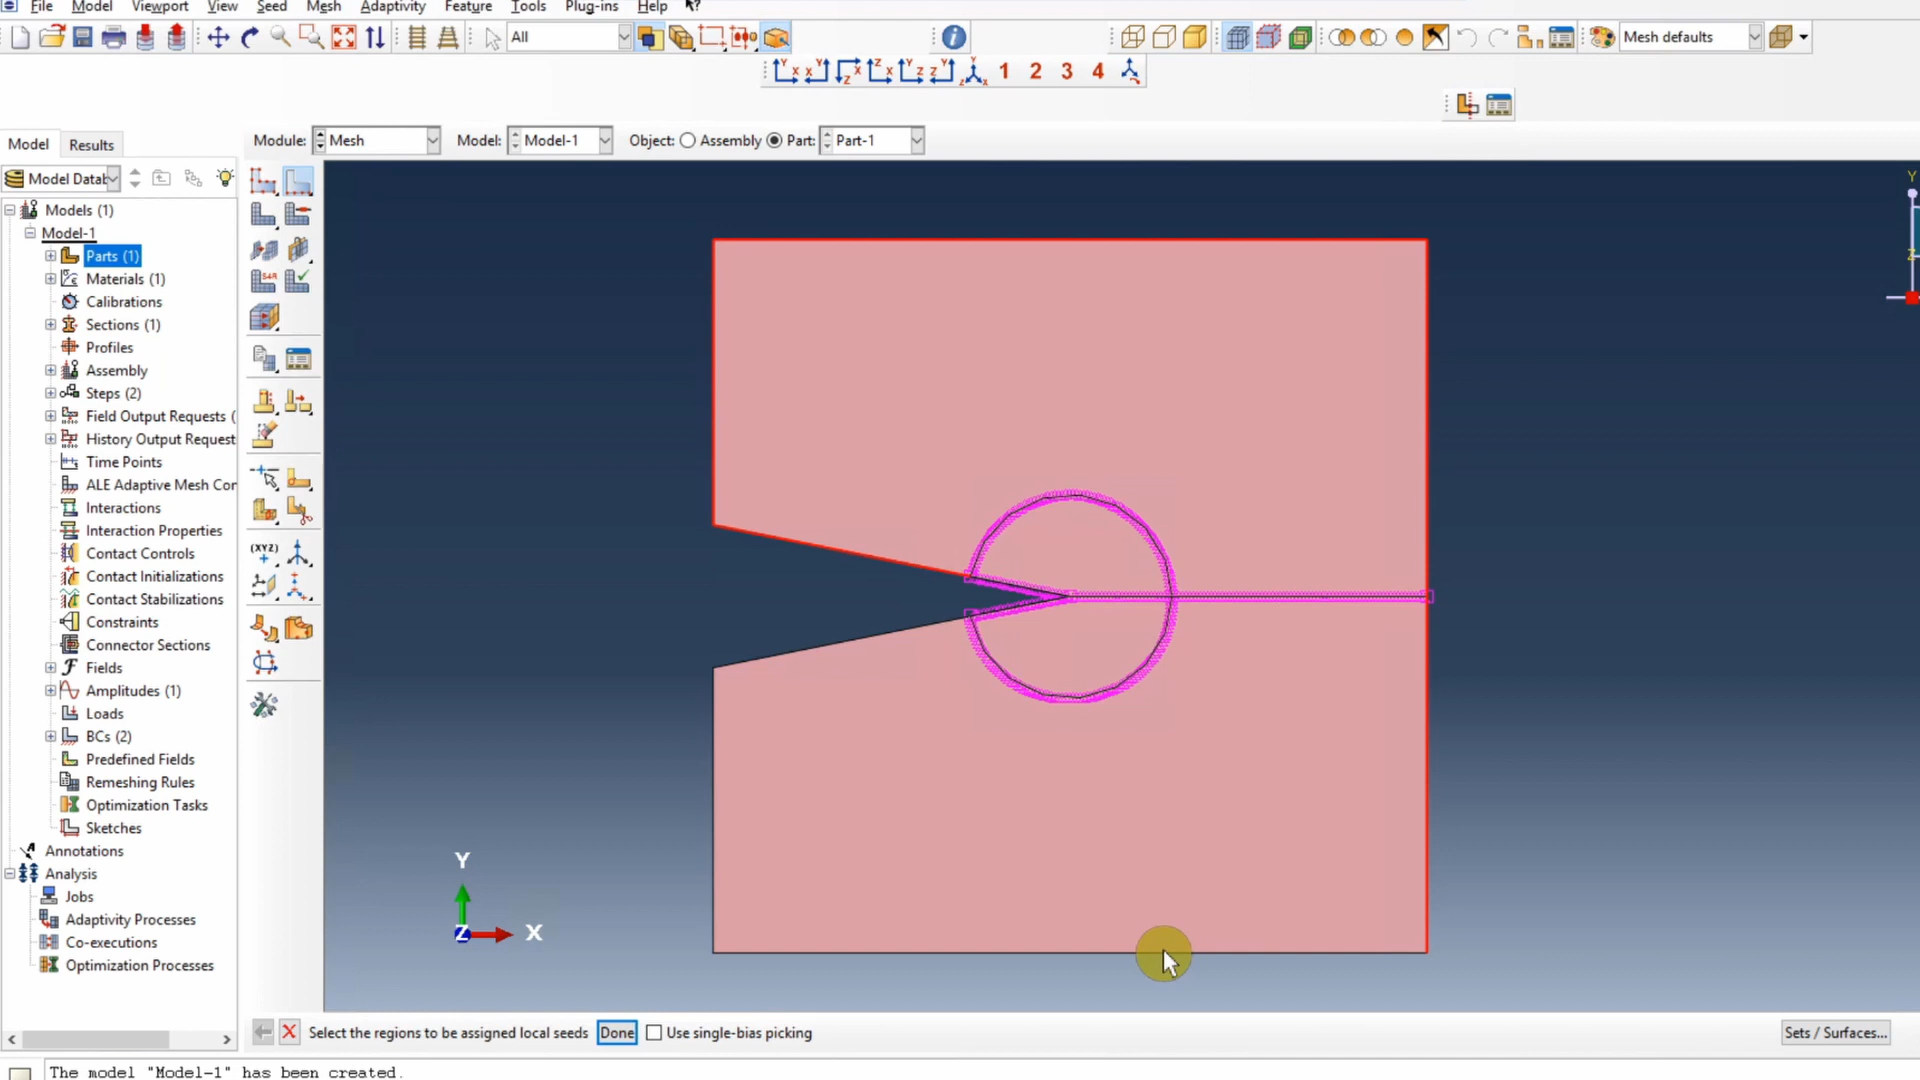 File Model Viewport View Seed Mesh Adaptivity Feature Tools Plug-ins Help
All
Mesh defaults
1 2 3 4
Model Results
Module: Mesh Model: Model-1 Object: Assembly Part: Part-1
Model Datab
Models (1)
Model-1
Parts (1)
Materials (1)
Calibrations
Sections (1)
Profiles
Assembly
Steps (2)
Field Output Requests (
History Output Request
Time Points
ALE Adaptive Mesh Con
Interactions
Interaction Properties
Contact Controls
Contact Initializations
Contact Stabilizations
Constraints
Connector Sections
Fields
Amplitudes (1)
Loads
BCs (2)
Predefined Fields
Remeshing Rules
Optimization Tasks
Sketches
Annotations
Analysis
Jobs
Adaptivity Processes
Co-executions
Optimization Processes
(XYZ)
Y
Z X
Y
Z
Select the regions to be assigned local seeds Done Use single-bias picking
Sets / Surfaces...
The model "Model-1" has been created.